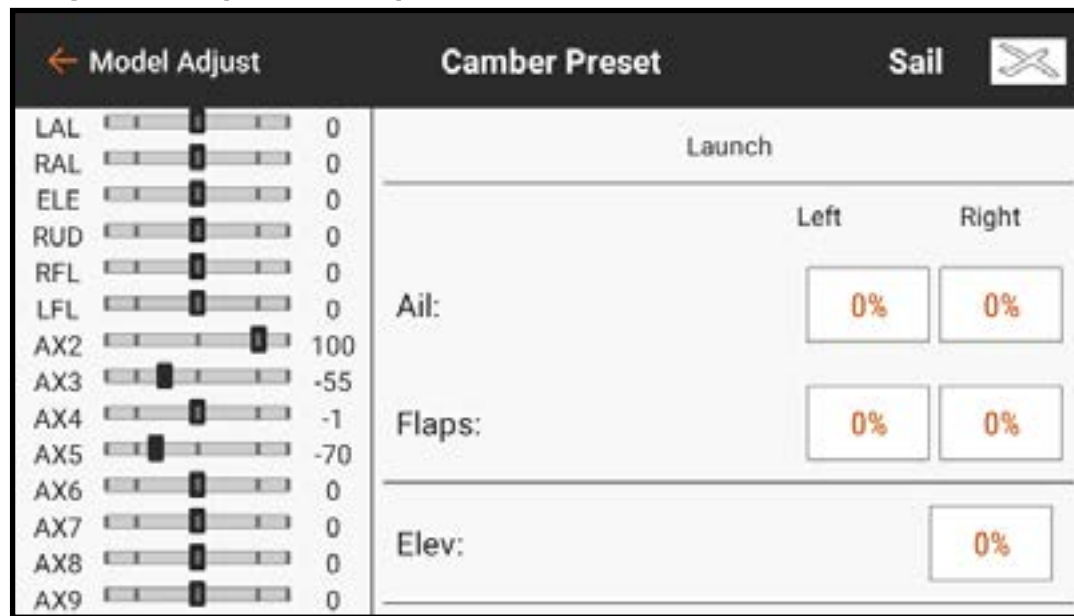 Model Adjust
Camber Preset
Sail
LAL 0
RAL 0
ELE 0
RUD 0
RFL 0
LFL 0
AX2 100
AX3 -55
AX4 -1
AX5 -70
AX6 0
AX7 0
AX8 0
AX9 0
Launch
Left Right
Ail: 0% 0%
Flaps: 0% 0%
Elev: 0%